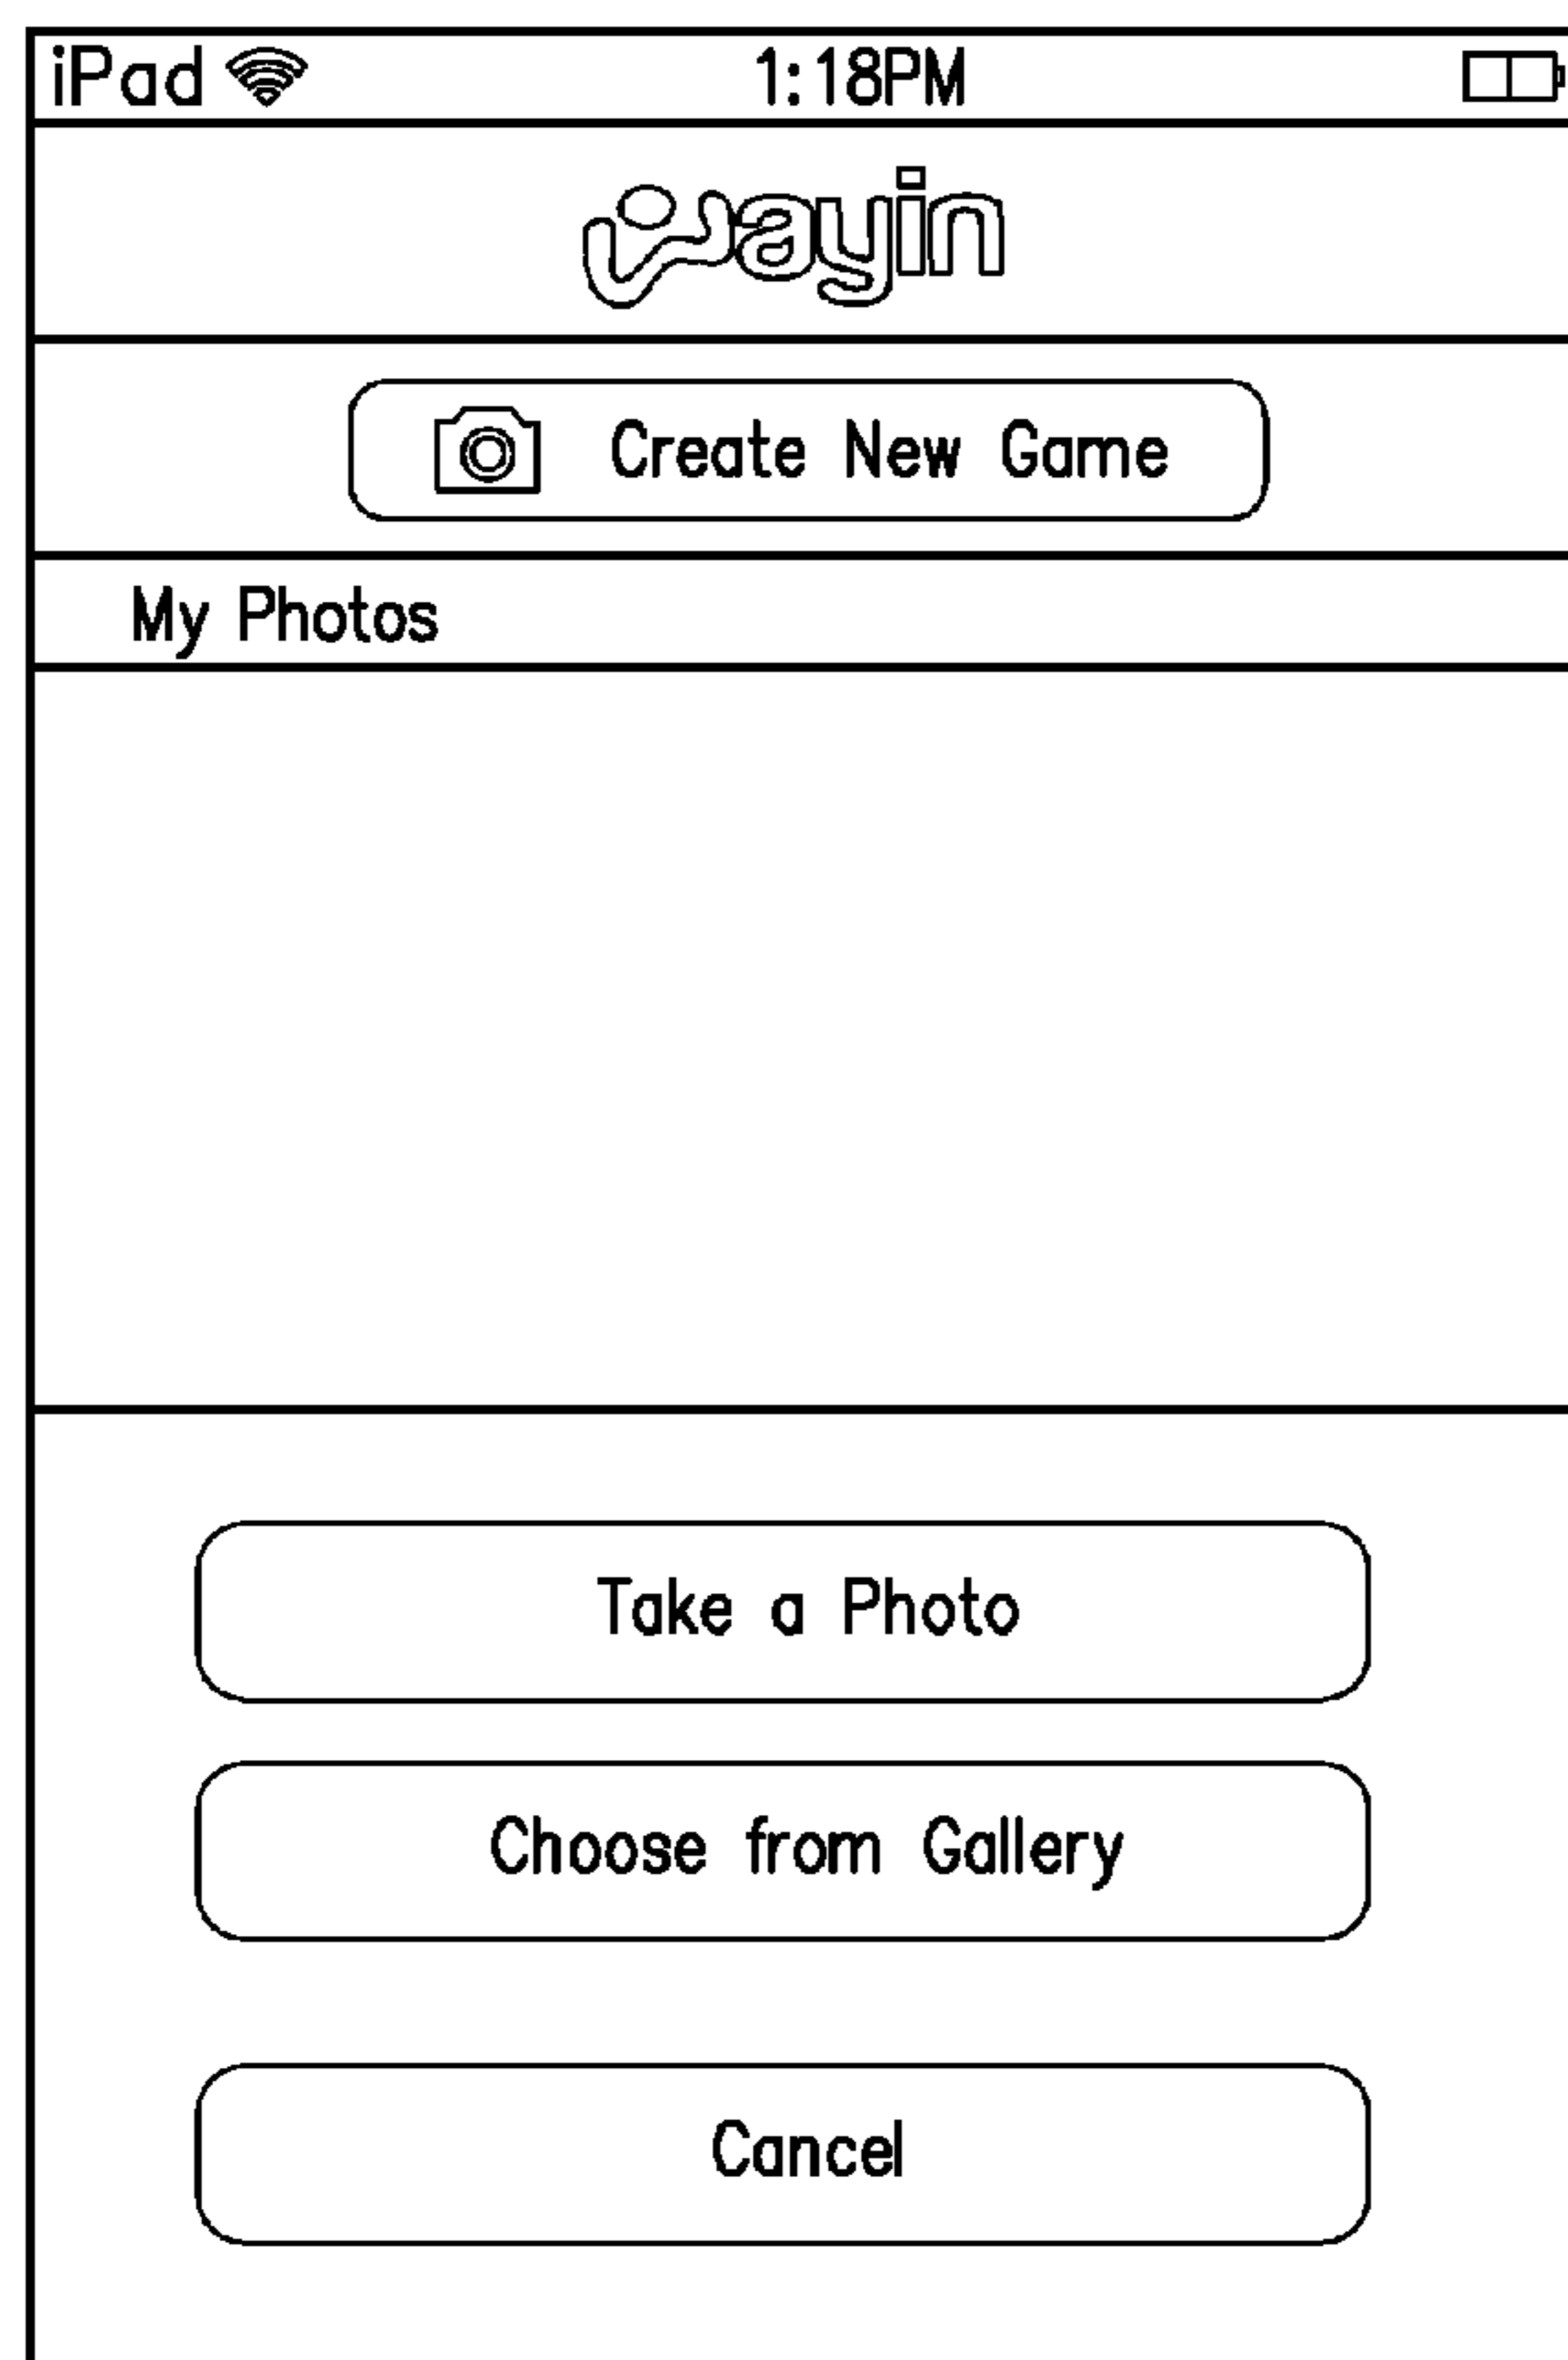 iPad 1:18PM
wayin
Create New Game
My Photos
Take a Photo
Choose from Gallery
Cancel